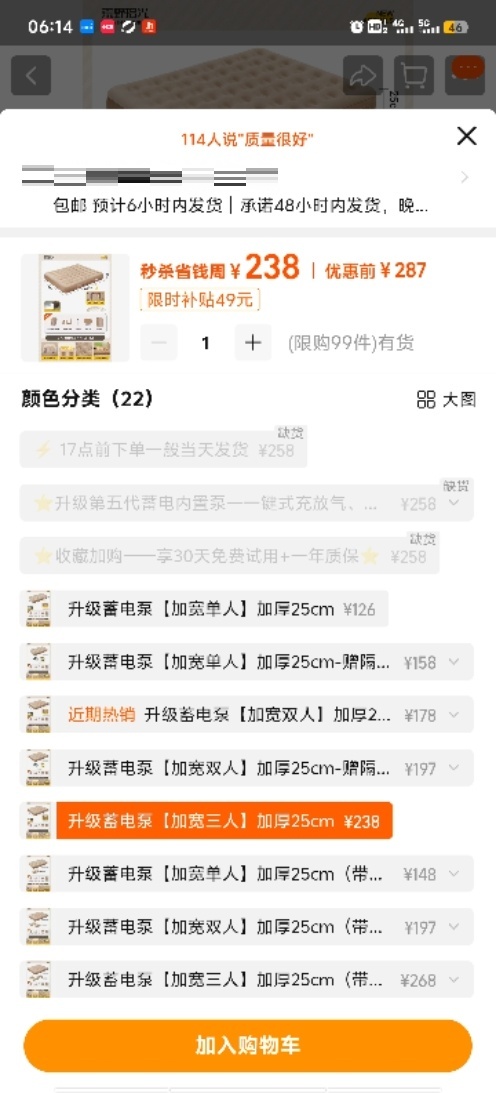 06:14
HD 2 4G 5G 46
25c
114人说"质量很好"
包邮 预计6小时内发货 | 承诺48小时内发货，晚...
秒杀省钱周 ¥ 238 | 优惠前 ¥ 287
限时补贴49元
1 (限购99件)有货
颜色分类（22） 大图
缺货
17点前下单一般当天发货 ¥258
缺货
升级第五代蓄电内置泵——一键式充放气、... ¥258
缺货
收藏加购——享30天免费试用+一年质保 ¥258
升级蓄电泵【加宽单人】加厚25cm ¥126
升级蓄电泵【加宽单人】加厚25cm-赠隔... ¥158
近期热销 升级蓄电泵【加宽双人】加厚2... ¥178
升级蓄电泵【加宽双人】加厚25cm-赠隔... ¥197
升级蓄电泵【加宽三人】加厚25cm ¥238
升级蓄电泵【加宽单人】加厚25cm（带... ¥148
升级蓄电泵【加宽双人】加厚25cm（带... ¥197
升级蓄电泵【加宽三人】加厚25cm（带... ¥268
加入购物车